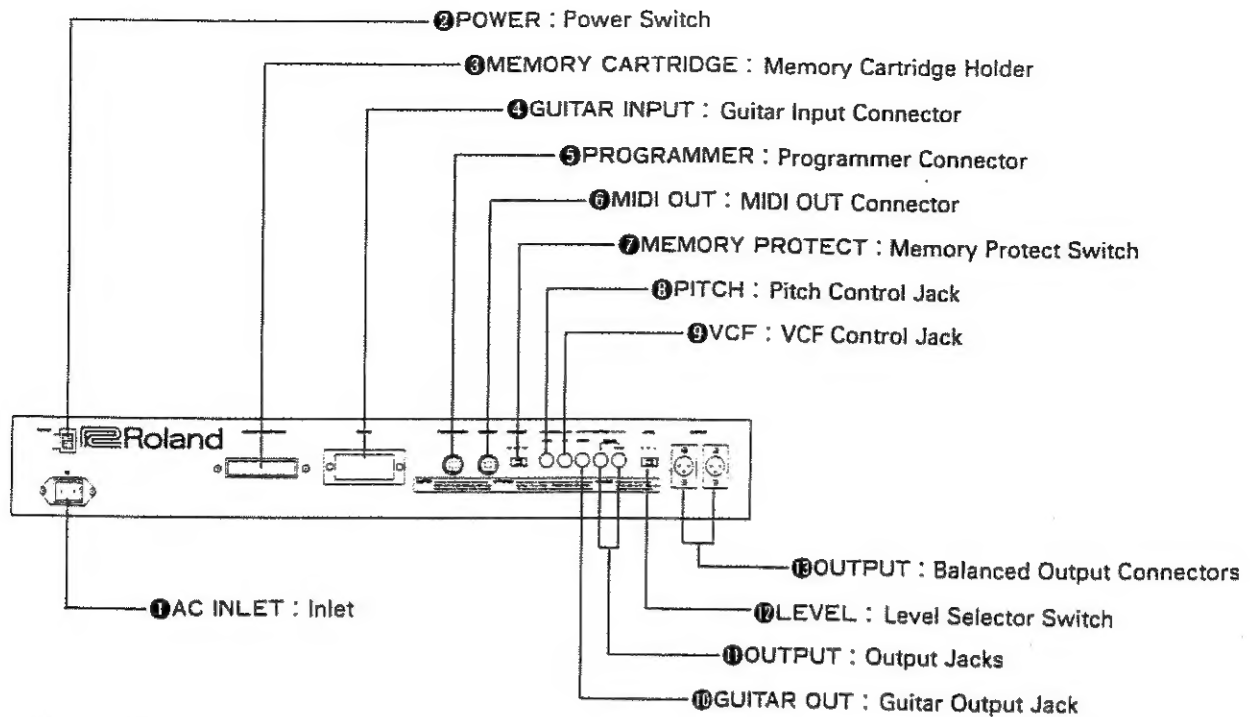 ❷POWER : Power Switch
❸MEMORY CARTRIDGE : Memory Cartridge Holder
❹GUITAR INPUT : Guitar Input Connector
❺PROGRAMMER : Programmer Connector
❻MIDI OUT : MIDI OUT Connector
❼MEMORY PROTECT : Memory Protect Switch
❽PITCH : Pitch Control Jack
❾VCF : VCF Control Jack
Roland
⓭OUTPUT : Balanced Output Connectors
❶AC INLET : Inlet
⓬LEVEL : Level Selector Switch
⓫OUTPUT : Output Jacks
❿GUITAR OUT : Guitar Output Jack